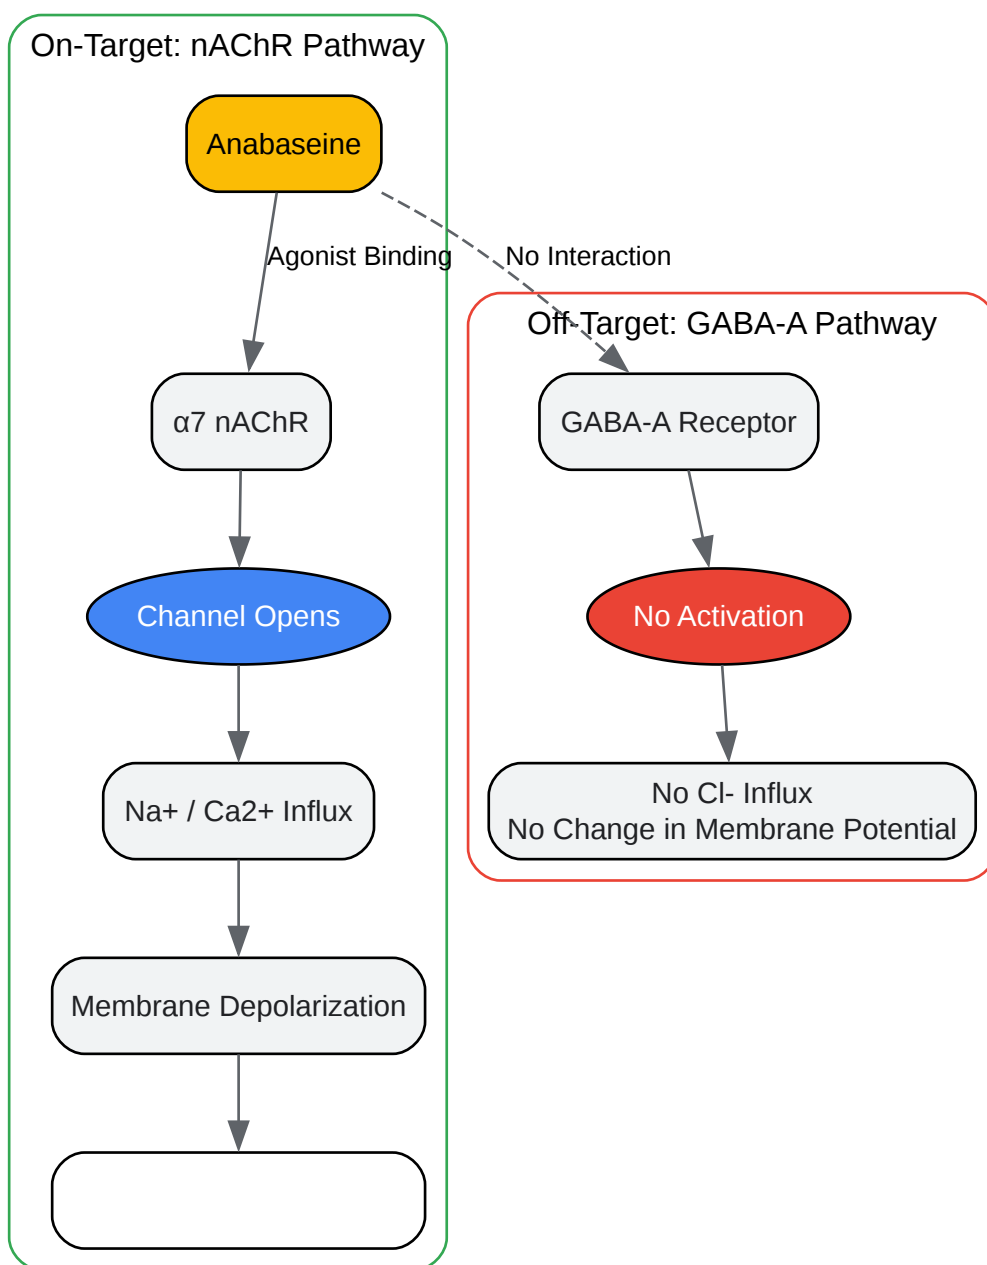 On-Target: nAChR Pathway
Anabaseine
Agonist Binding
No Interaction
Off-Target: GABA-A Pathway
α7 nAChR
GABA-A Receptor
Channel Opens
No Activation
Na+ / Ca2+ Influx
No Cl- Influx
No Change in Membrane Potential
Membrane Depolarization